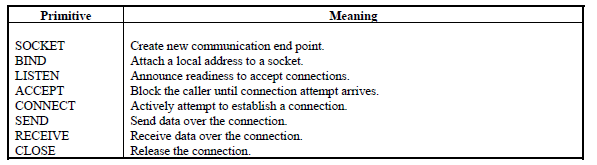 Primitive Meaning
SOCKET Create new communication end point.
BIND Attach a local address to a socket.
LISTEN Announce readiness to accept connections.
ACCEPT Block the caller until connection attempt arrives.
CONNECT Actively attempt to establish a connection.
SEND Send data over the connection.
RECEIVE Receive data over the connection.
CLOSE Release the connection.